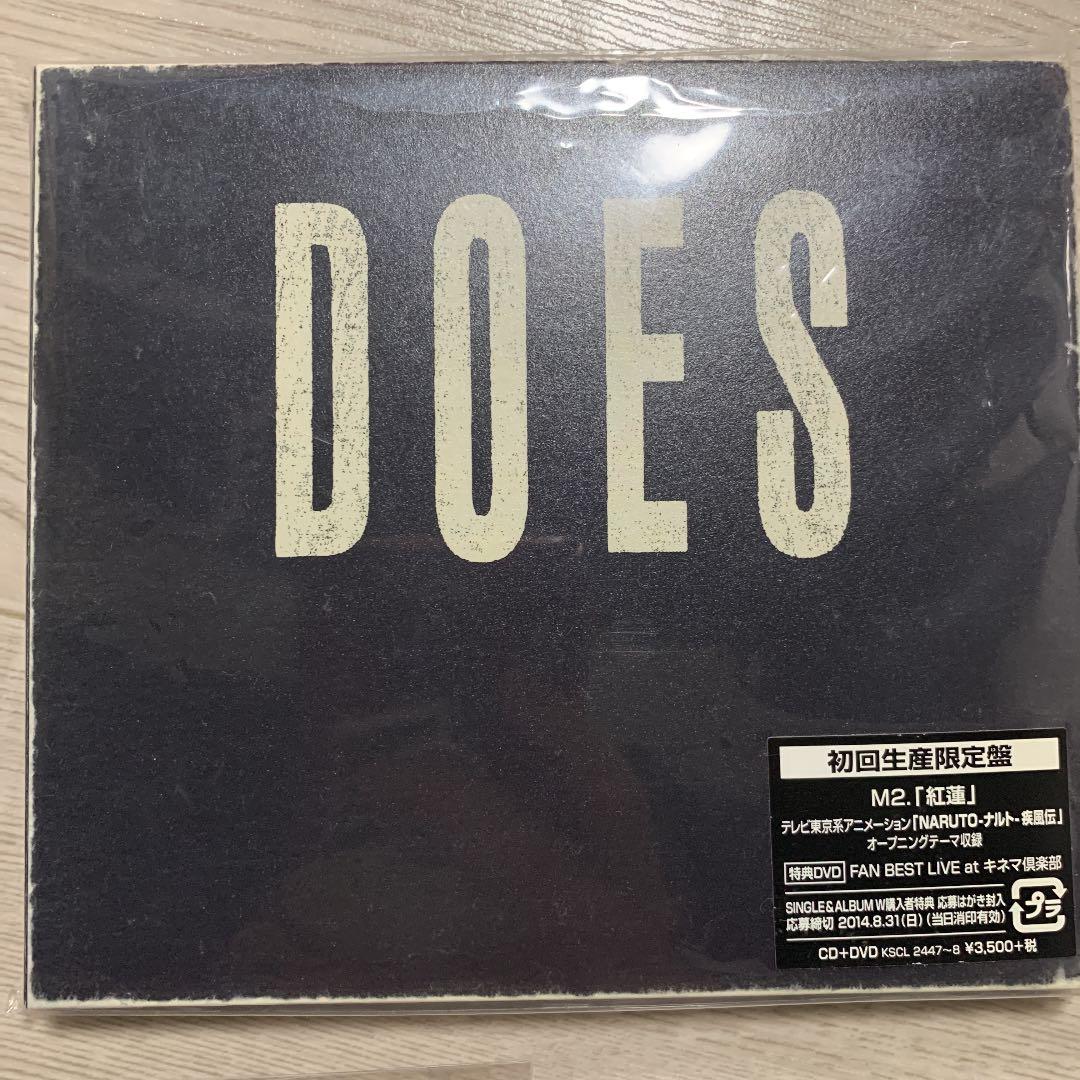 DOES
初回生産限定盤
M2.「紅蓮」
テレビ東京系アニメーション「NARUTO-ナルト- 疾風伝」
オープニングテーマ収録
特典DVD FAN BEST LIVE at キネマ倶楽部
SINGLE&ALBUM W購入者特典 応募はがき封入
応募締切 2014.8.31(日) (当日消印有効)
プラ
CD+DVD KSCL 2447~8 ¥3,500+税